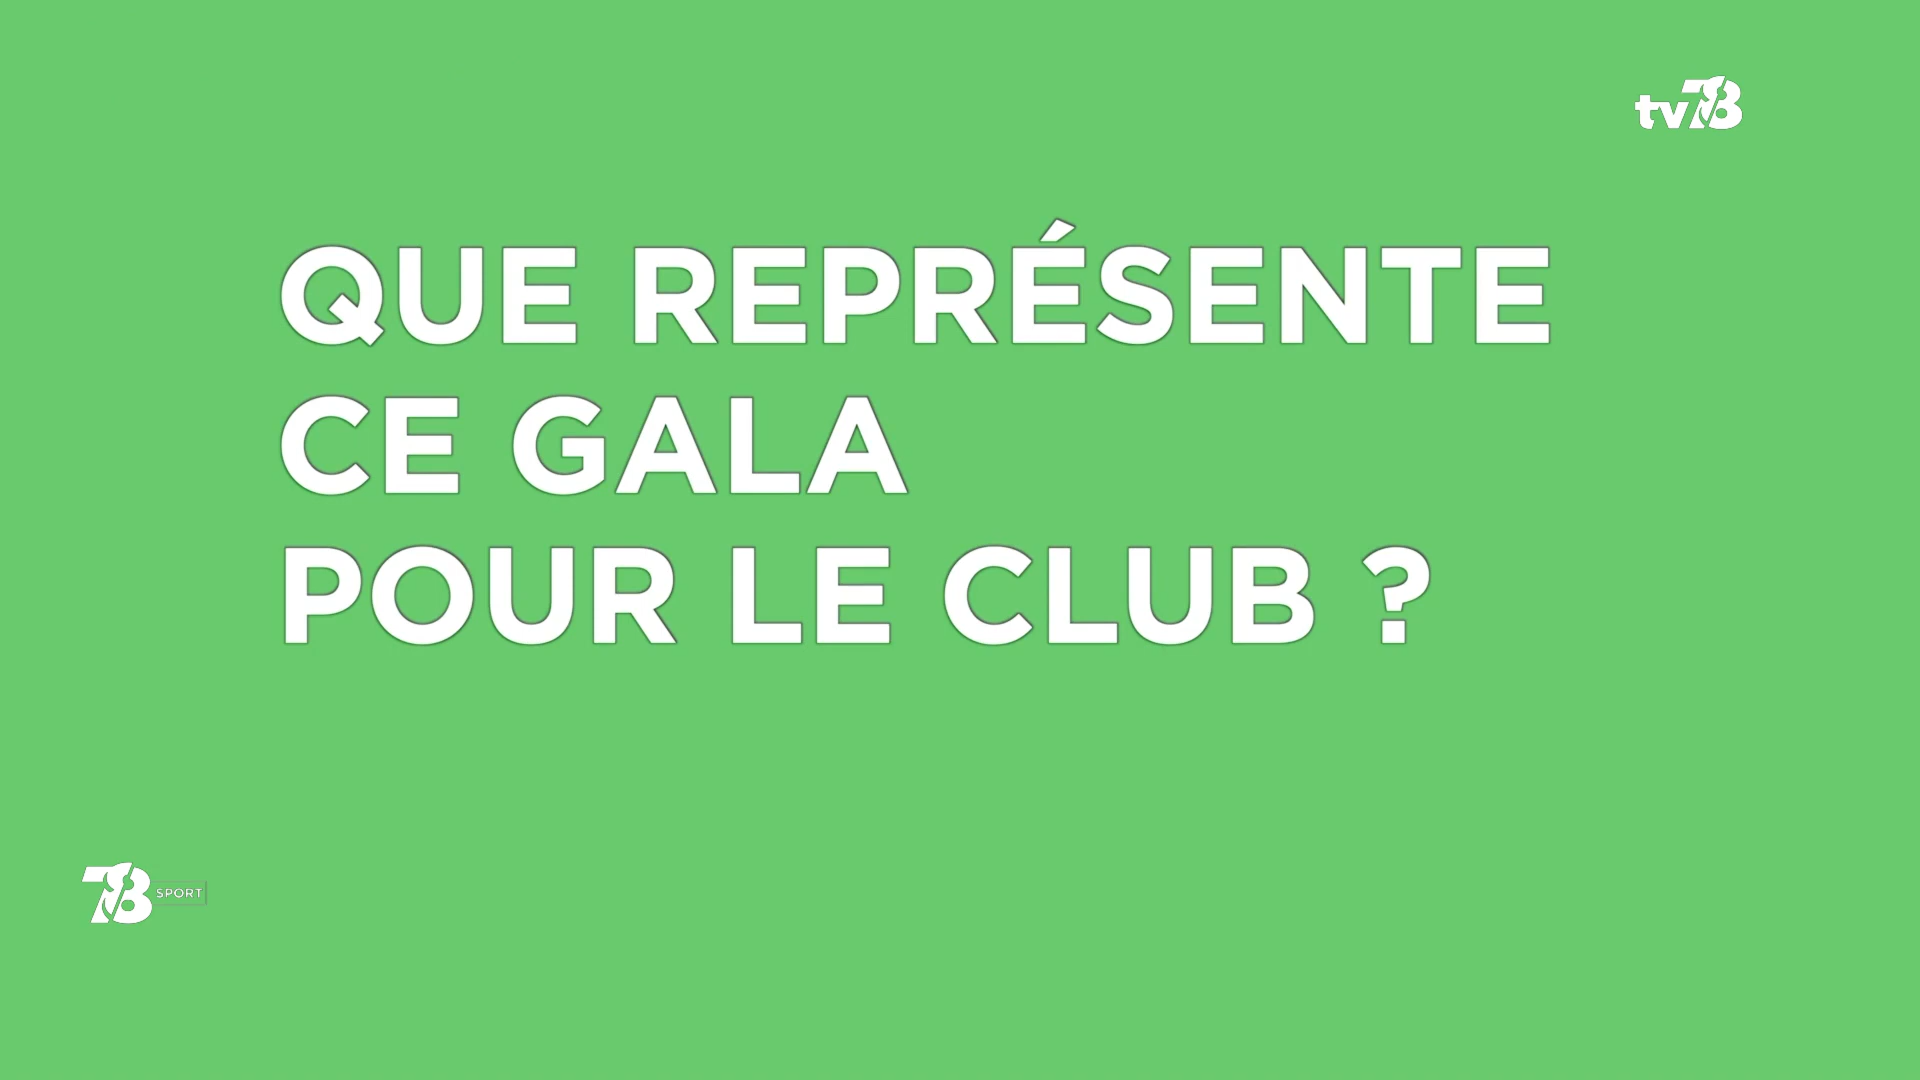 tv78
QUE REPRÉSENTE
CE GALA
POUR LE CLUB ?
78 SPORT